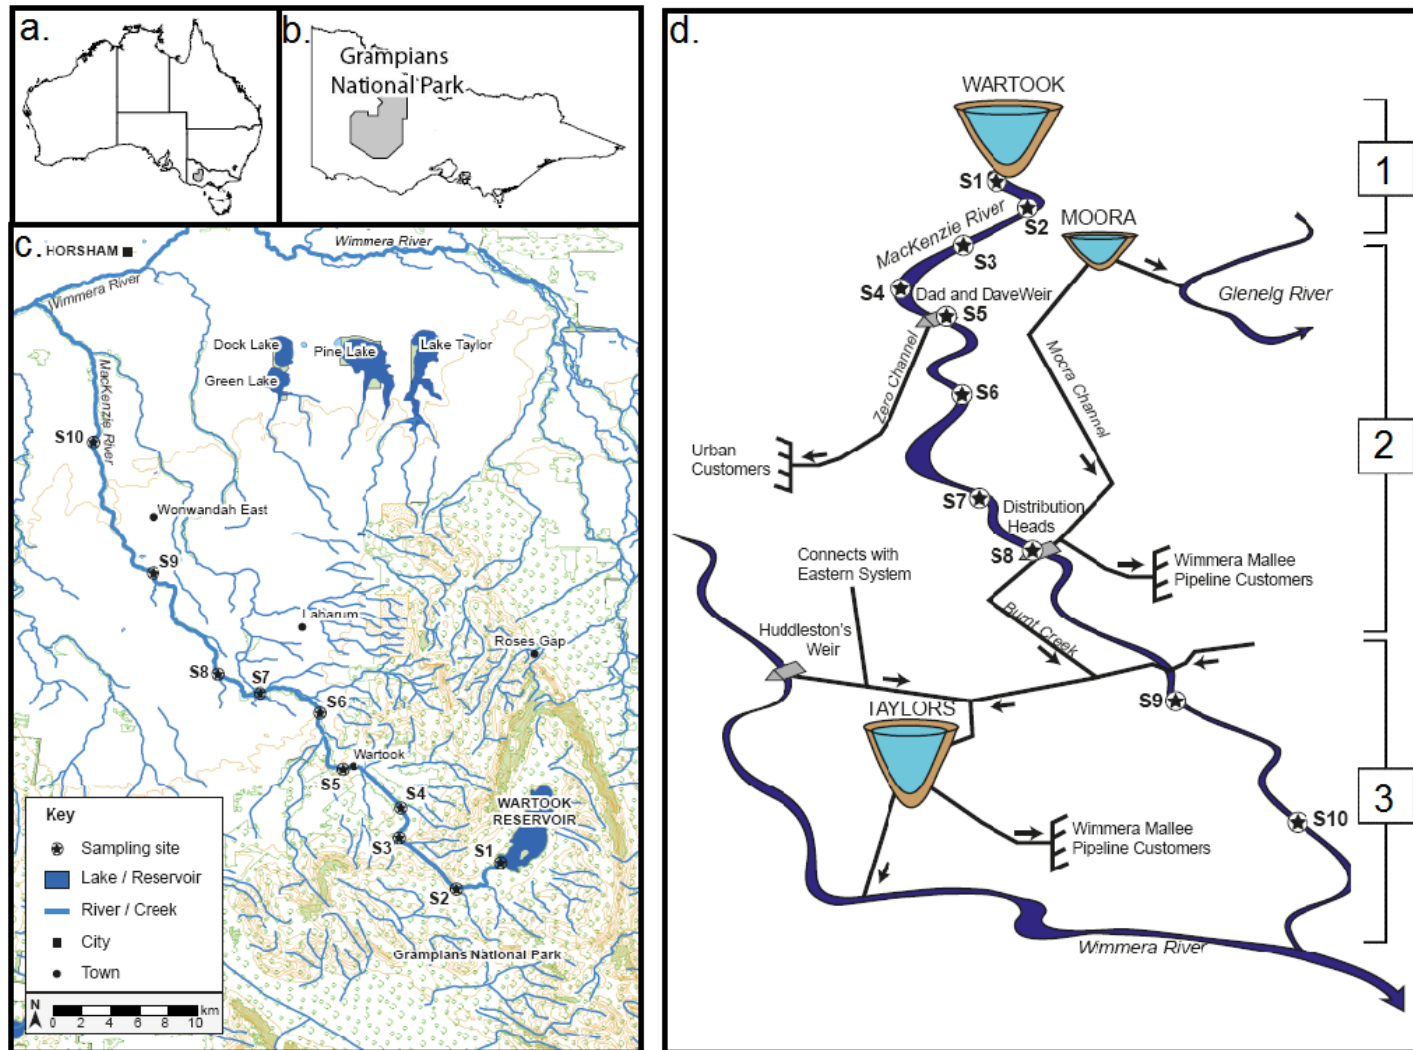 a.
b.
Grampians
National Park
c.
HORSHAM
Wimmera River
Wimmera River
Dock Lake
Pine Lake
Lake Taylor
Green Lake
MacKenzie River
S10
Wonwandah East
S9
Laharum
Roses Gap
S8
S7
S6
Wartook
S5
S4
WARTOOK
RESERVOIR
S3
S1
S2
Grampians National Park
Key
Sampling site
Lake / Reservoir
River / Creek
City
Town
N
km
0 2 4 6 8 10
d.
WARTOOK
S1
S2
MacKenzie River
MOORA
S3
S4
Dad and DaveWeir
S5
Glenelg River
Zero Channel
Moora Channel
S6
Urban
Customers
S7
Distribution
Heads
S8
Connects with
Eastern System
Wimmera Mallee
Pipeline Customers
Burnt Creek
Huddleston's
Weir
S9
TAYLORS
S10
Wimmera Mallee
Pipeline Customers
Wimmera River
1
2
3